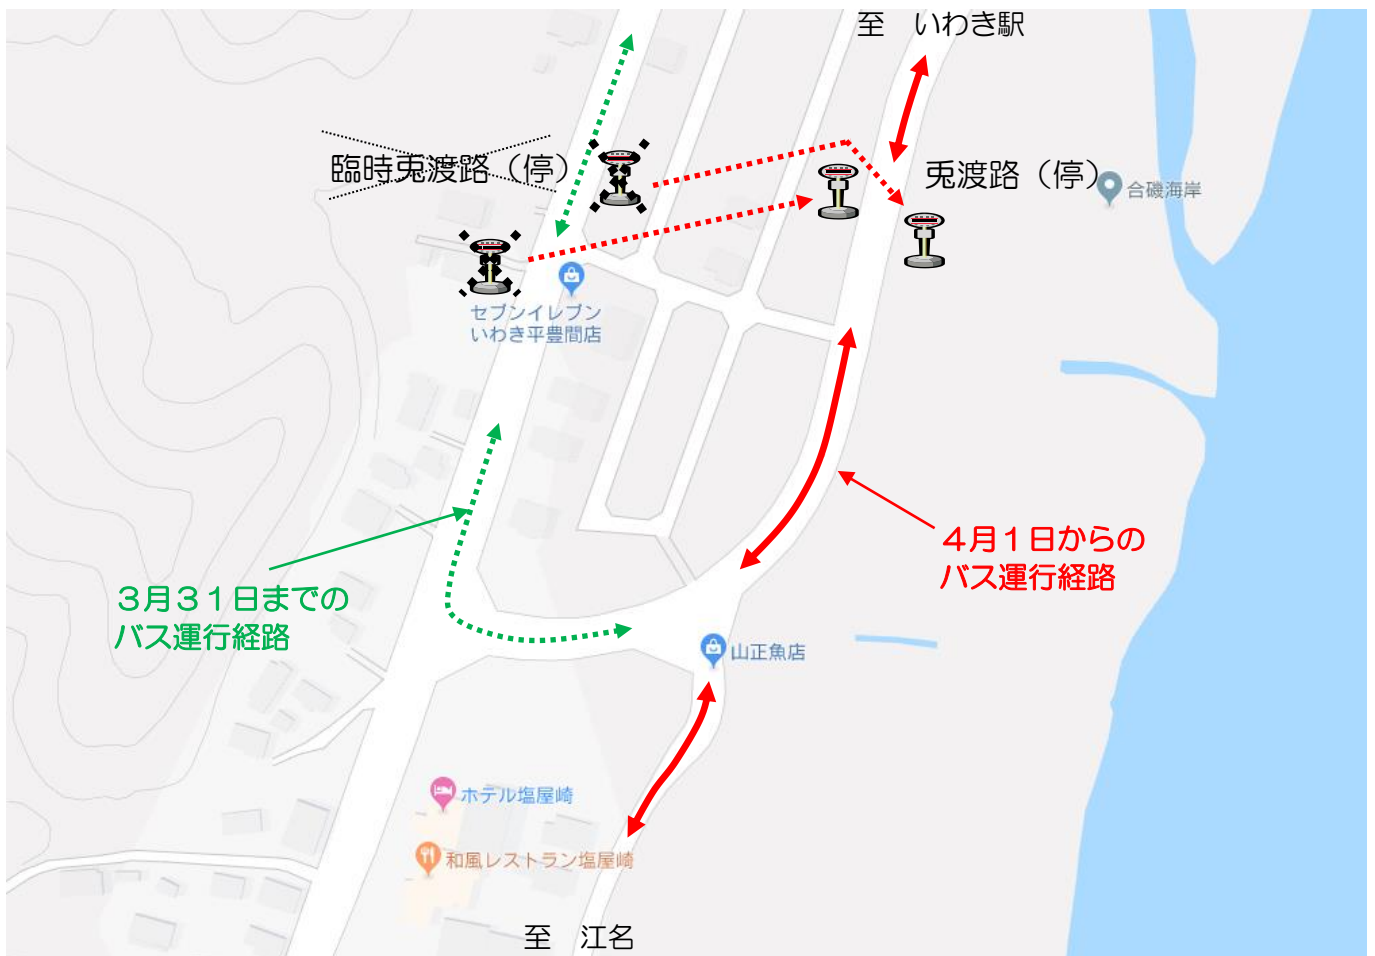 至　いわき駅
臨時兎渡路（停）
兎渡路（停）
合磯海岸
セブンイレブン
いわき平豊間店
４月１日からの
バス運行経路
３月３１日までの
バス運行経路
山正魚店
ホテル塩屋崎
和風レストラン塩屋崎
至　江名